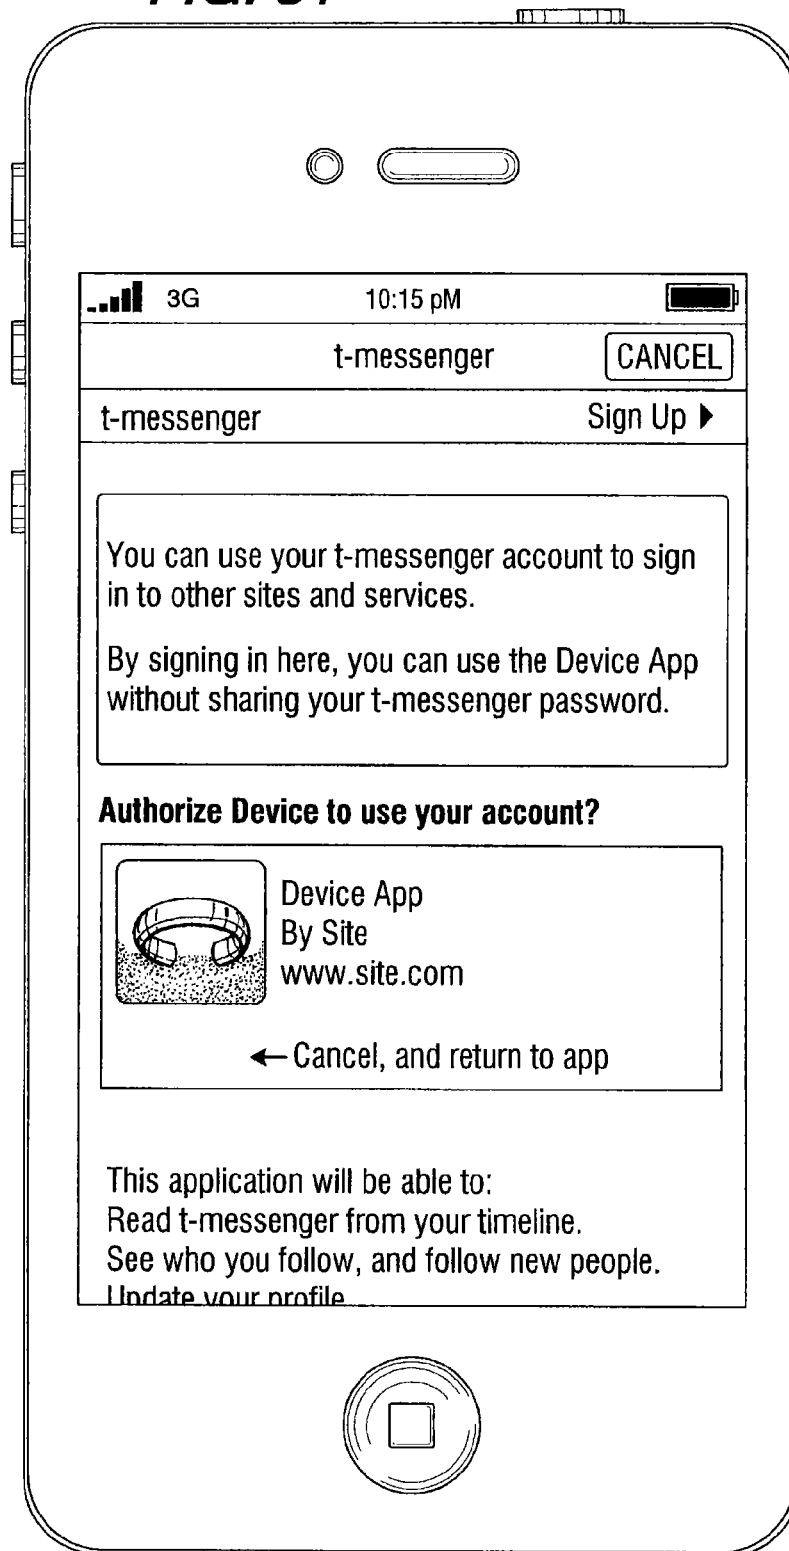 3G 10:15 pM
t-messenger CANCEL
t-messenger Sign Up
You can use your t-messenger account to sign
in to other sites and services.
By signing in here, you can use the Device App
without sharing your t-messenger password.
Authorize Device to use your account?
Device App
By Site
www.site.com
←Cancel, and return to app
This application will be able to:
Read t-messenger from your timeline.
See who you follow, and follow new people.
Update your profile